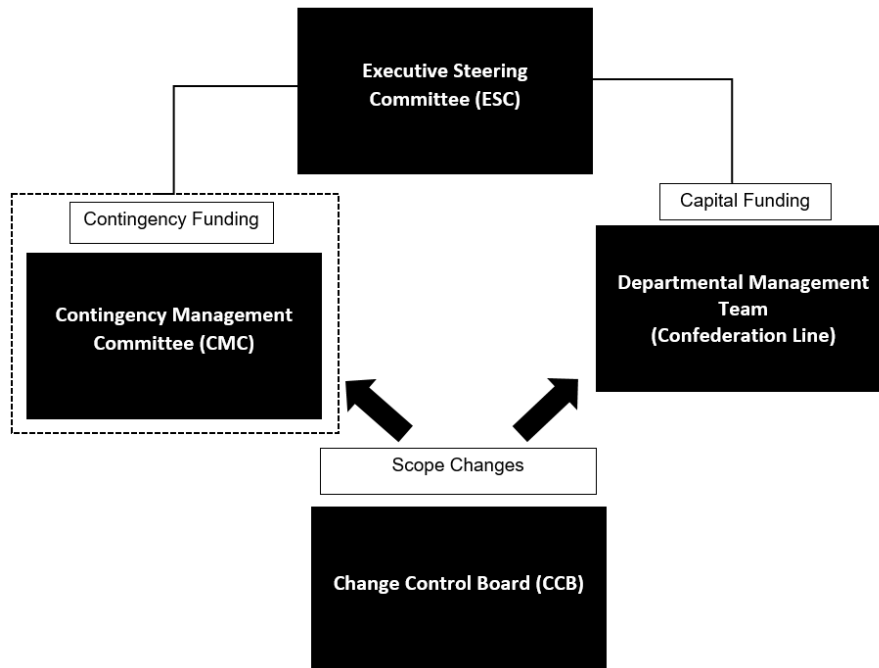 Executive Steering
Committee (ESC)
Contingency Funding
Capital Funding
Contingency Management
Committee (CMC)
Departmental Management
Team
(Confederation Line)
Scope Changes
Change Control Board (CCB)